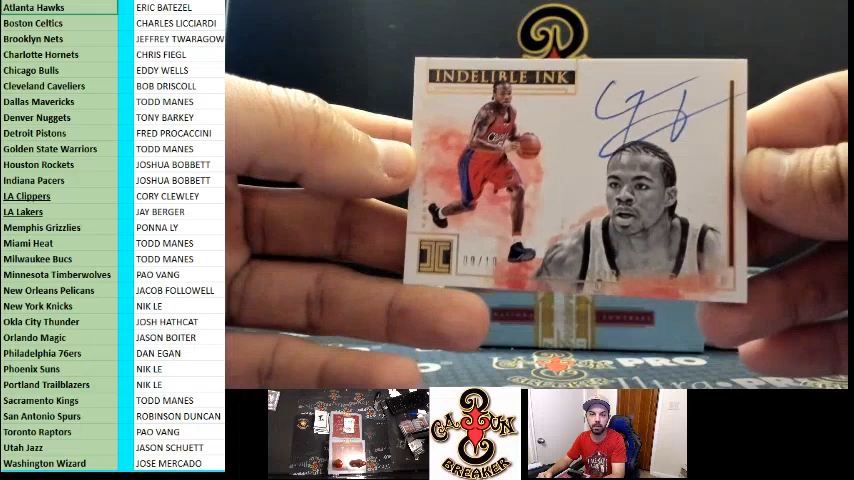 Atlanta Hawks ERIC BATEZEL
Boston Celtics CHARLES LICCIARDI
Brooklyn Nets JEFFREY TWARAGOW
Charlotte Hornets CHRIS FIEGL
Chicago Bulls EDDY WELLS
Cleveland Caveliers BOB DRISCOLL
Dallas Mavericks TODD MANES
Denver Nuggets TONY BARKEY
Detroit Pistons FRED PROCACCINI
Golden State Warriors TODD MANES
Houston Rockets JOSHUA BOBBETT
Indiana Pacers JOSHUA BOBBETT
LA Clippers CORY CLEWLEY
LA Lakers JAY BERGER
Memphis Grizzlies PONNA LY
Miami Heat TODD MANES
Milwaukee Bucs TODD MANES
Minnesota Timberwolves PAO VANG
New Orleans Pelicans JACOB FOLLOWELL
New York Knicks NIK LE
Okla City Thunder JOSH HATHCAT
Orlando Magic JASON BOITER
Philadelphia 76ers DAN EGAN
Phoenix Suns NIK LE
Portland Trailblazers NIK LE
Sacramento Kings TODD MANES
San Antonio Spurs ROBINSON DUNCAN
Toronto Raptors PAO VANG
Utah Jazz JASON SCHUETT
Washington Wizard JOSE MERCADO
INDELIBLE INK
09/10
PRO
CAJUN
BREAKER